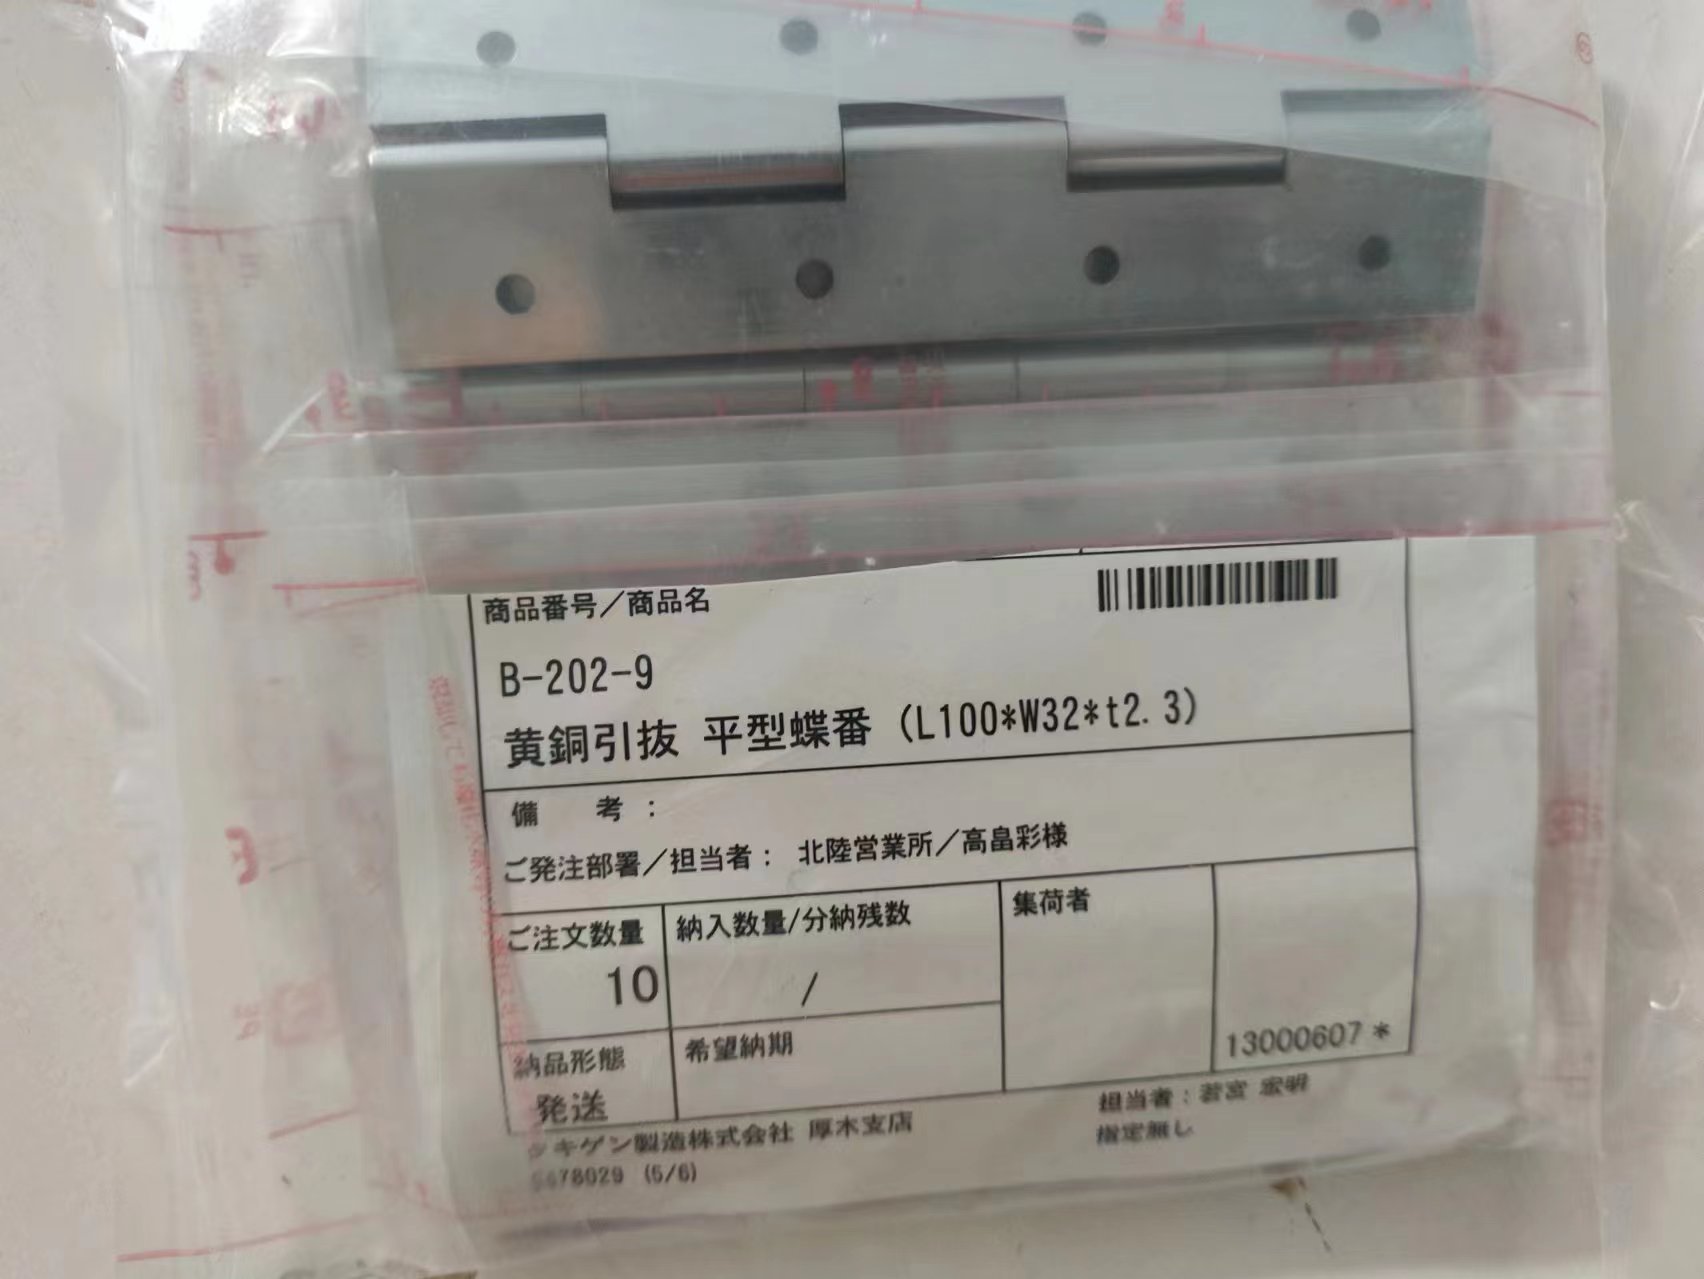 商品番号／商品名
B-202-9
黄銅引抜 平型蝶番 (L100*W32*t2.3)
備 考：
ご発注部署／担当者： 北陸営業所／高畠彩様
ご注文数量
10
納入数量/分納残数
/
集荷者
納品形態
発送
希望納期
13000607 *
タキゲン製造株式会社 厚木支店
担当者：若宮
指定無し
78029 (5/6)